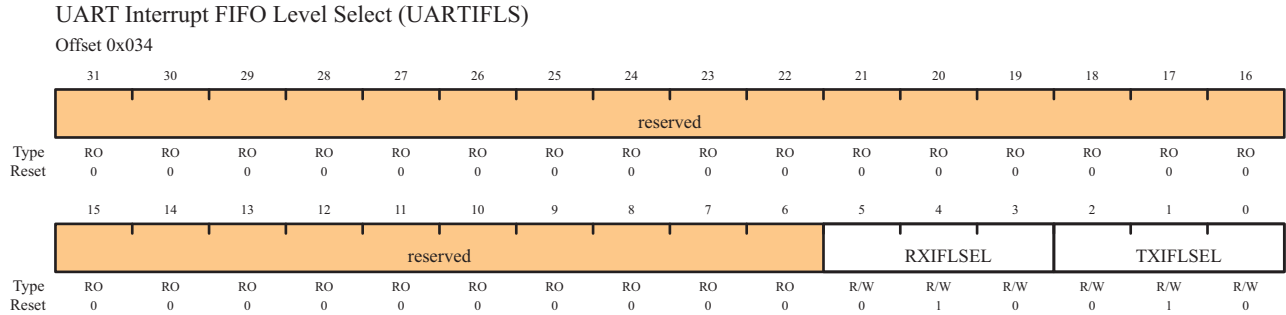 UART Interrupt FIFO Level Select (UARTIFLS)
Offset 0x034
31 30 29 28 27 26 25 24 23 22 21 20 19 18 17 16
reserved
Type RO RO RO RO RO RO RO RO RO RO RO RO RO RO RO RO
Reset 0 0 0 0 0 0 0 0 0 0 0 0 0 0 0 0
15 14 13 12 11 10 9 8 7 6 5 4 3 2 1 0
reserved RXIFLSEL TXIFLSEL
Type RO RO RO RO RO RO RO RO RO RO R/W R/W R/W R/W R/W R/W
Reset 0 0 0 0 0 0 0 0 0 0 0 1 0 0 1 0